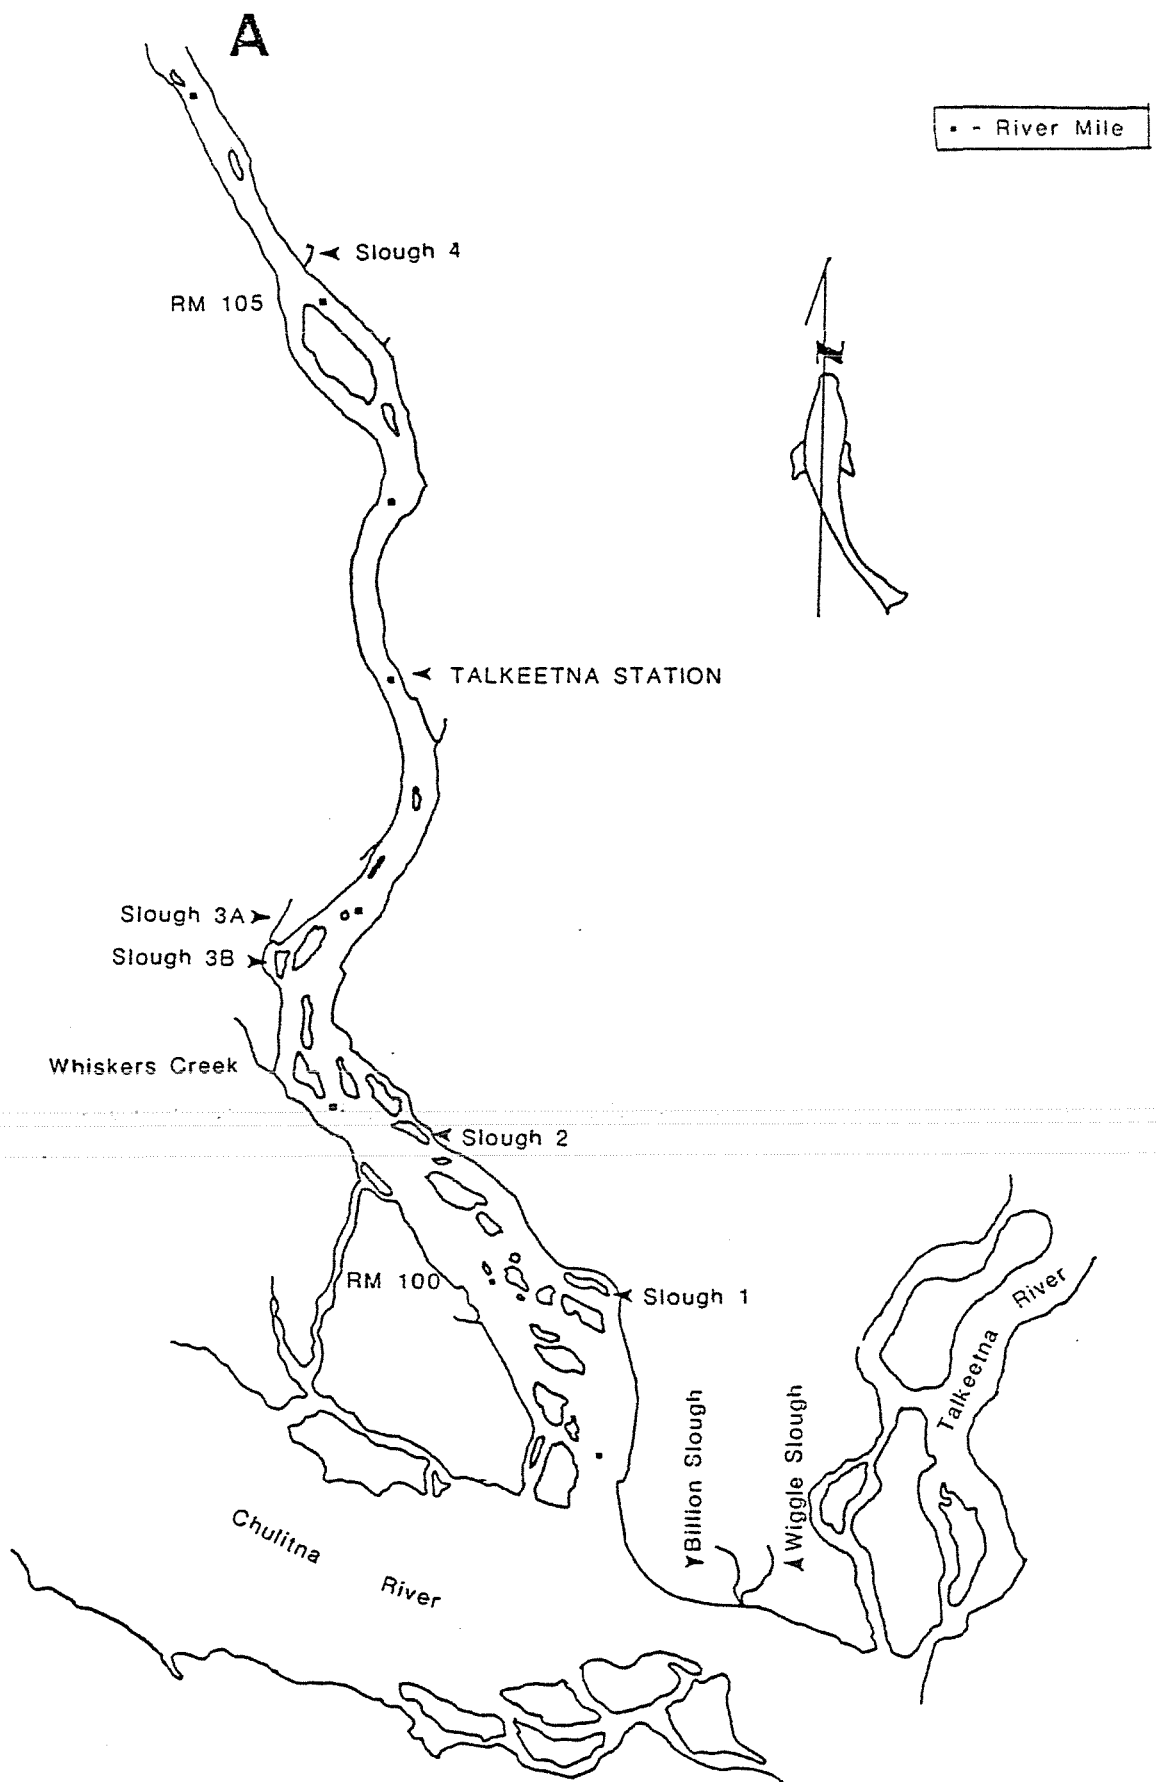 A
▪ - River Mile
Slough 4
RM 105
TALKEETNA STATION
Slough 3A
Slough 3B
Whiskers Creek
Slough 2
RM 100
Slough 1
Talkeetna River
Billion Slough
Wiggle Slough
Chulitna River